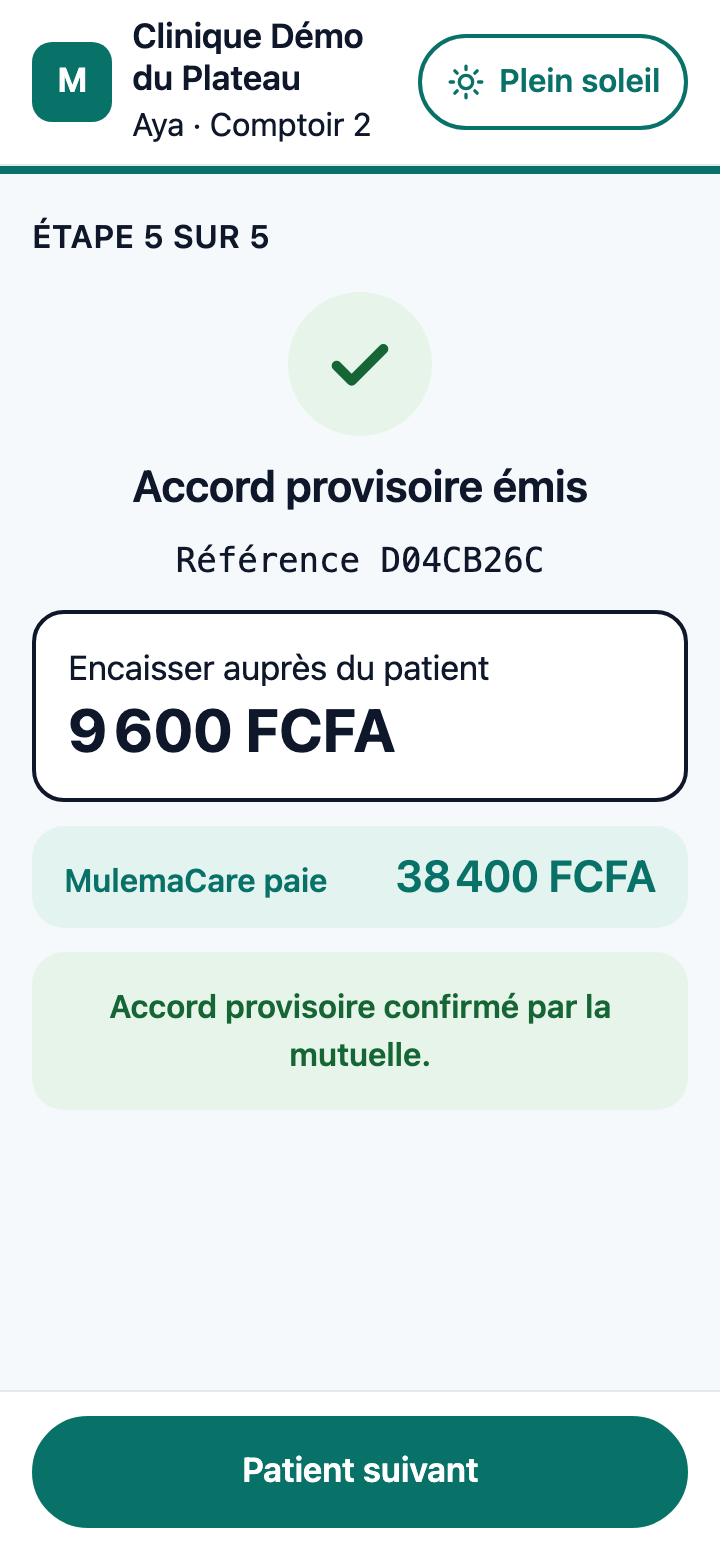 M
Clinique Démo
du Plateau
Aya · Comptoir 2
Plein soleil
ÉTAPE 5 SUR 5
Accord provisoire émis
Référence D04CB26C
Encaisser auprès du patient
9 600 FCFA
MulemaCare paie
38 400 FCFA
Accord provisoire confirmé par la
mutuelle.
Patient suivant